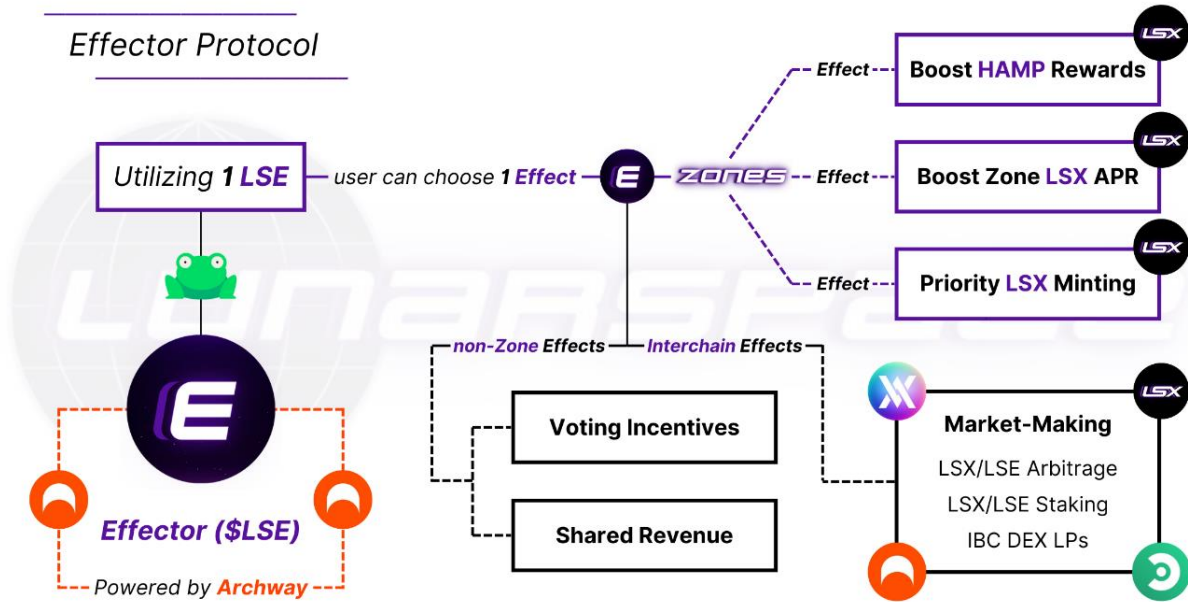 Effector Protocol
Utilizing 1 LSE
user can choose 1 Effect
E
ZONES
Effect
Boost HAMP Rewards
LSX
Effect
Boost Zone LSX APR
LSX
Effect
Priority LSX Minting
LSX
LUNARSPACE
non-Zone Effects
Interchain Effects
Voting Incentives
Shared Revenue
LSX
Market-Making
LSX/LSE Arbitrage
LSX/LSE Staking
IBC DEX LPs
E
Effector ($LSE)
Powered by Archway